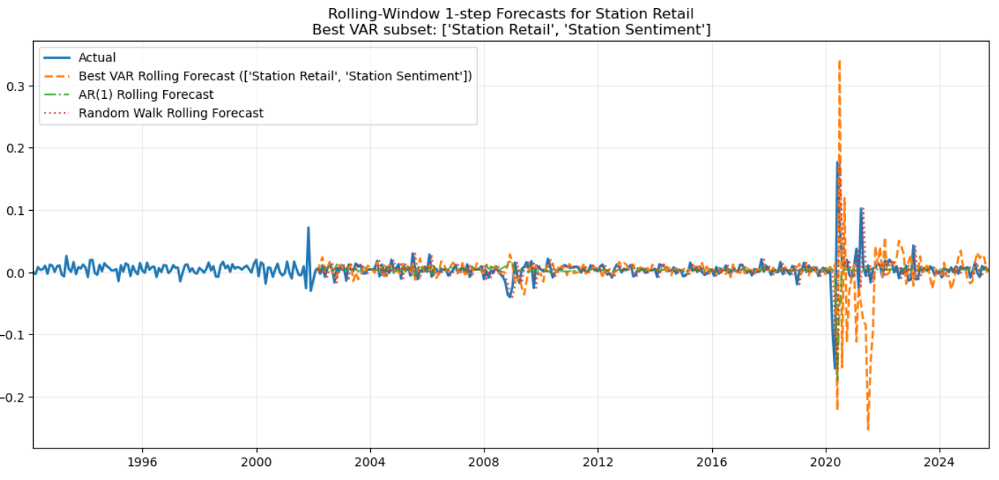 Rolling-Window 1-step Forecasts for Station Retail
Best VAR subset: ['Station Retail', 'Station Sentiment']
Actual
Best VAR Rolling Forecast (['Station Retail', 'Station Sentiment'])
AR(1) Rolling Forecast
Random Walk Rolling Forecast
0.3
0.2
0.1
0.0
−0.1
−0.2
1996 2000 2004 2008 2012 2016 2020 2024